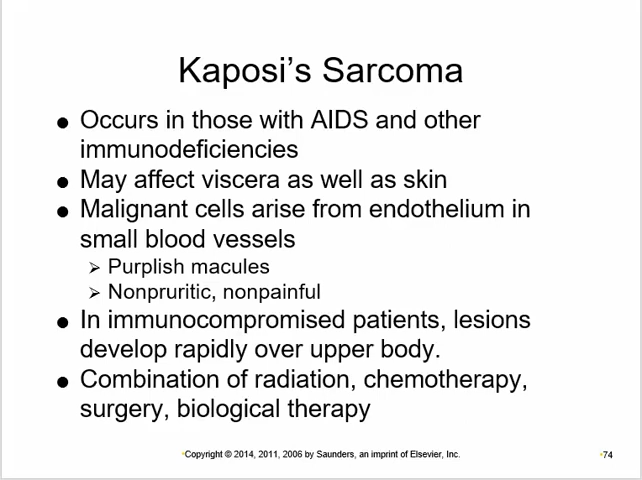 Kaposi's Sarcoma
● Occurs in those with AIDS and other
immunodeficiencies
● May affect viscera as well as skin
● Malignant cells arise from endothelium in
small blood vessels
➢ Purplish macules
➢ Nonpruritic, nonpainful
● In immunocompromised patients, lesions
develop rapidly over upper body.
● Combination of radiation, chemotherapy,
surgery, biological therapy
•Copyright © 2014, 2011, 2006 by Saunders, an imprint of Elsevier, Inc.
•74